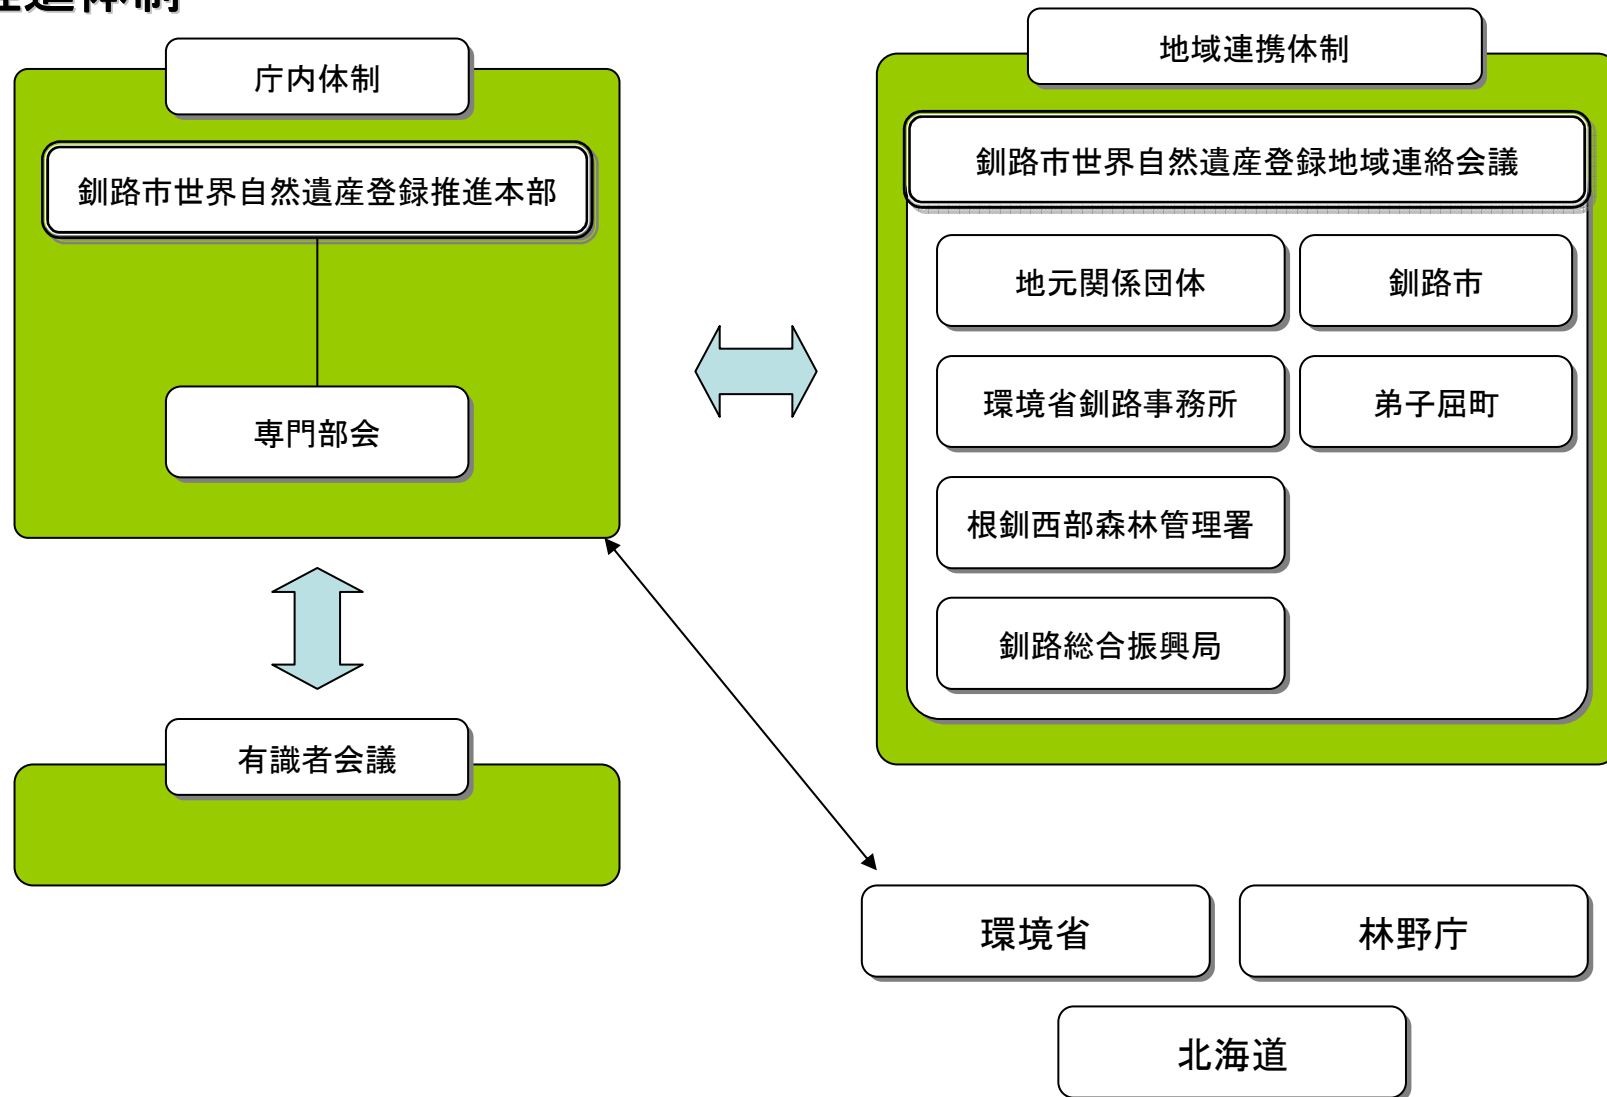 推進体制
庁内体制
釧路市世界自然遺産登録推進本部
専門部会
有識者会議
地域連携体制
釧路市世界自然遺産登録地域連絡会議
地元関係団体
釧路市
環境省釧路事務所
弟子屈町
根釧西部森林管理署
釧路総合振興局
環境省
林野庁
北海道